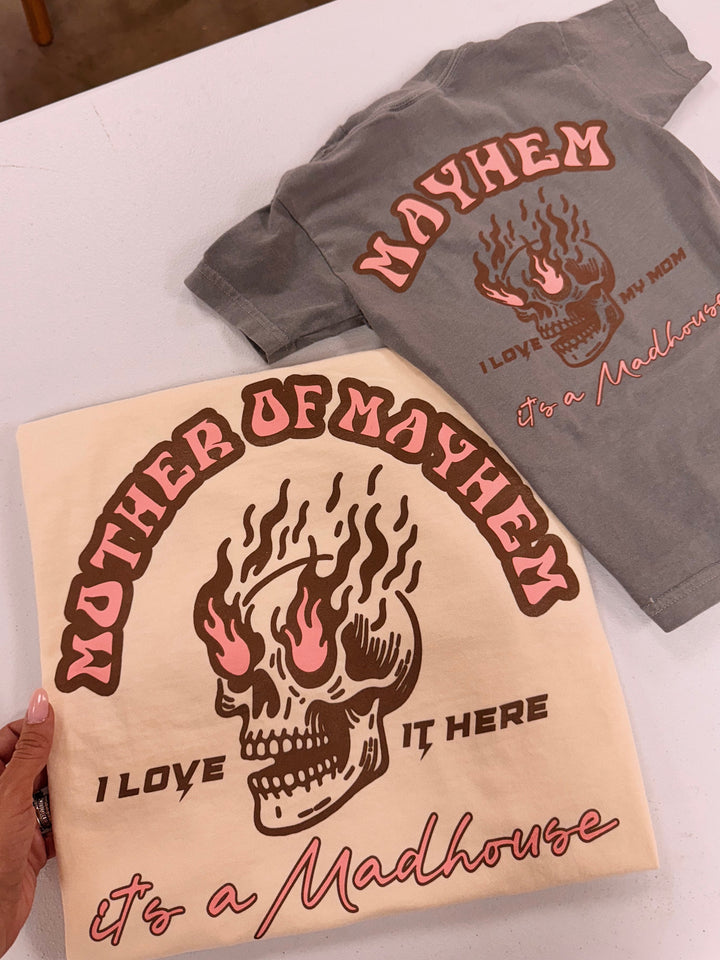 MAYHEM
I LOVE MY MOM
it's a Madhouse
MOTHER OF MAYHEM
I LOVE IT HERE
it's a Madhouse